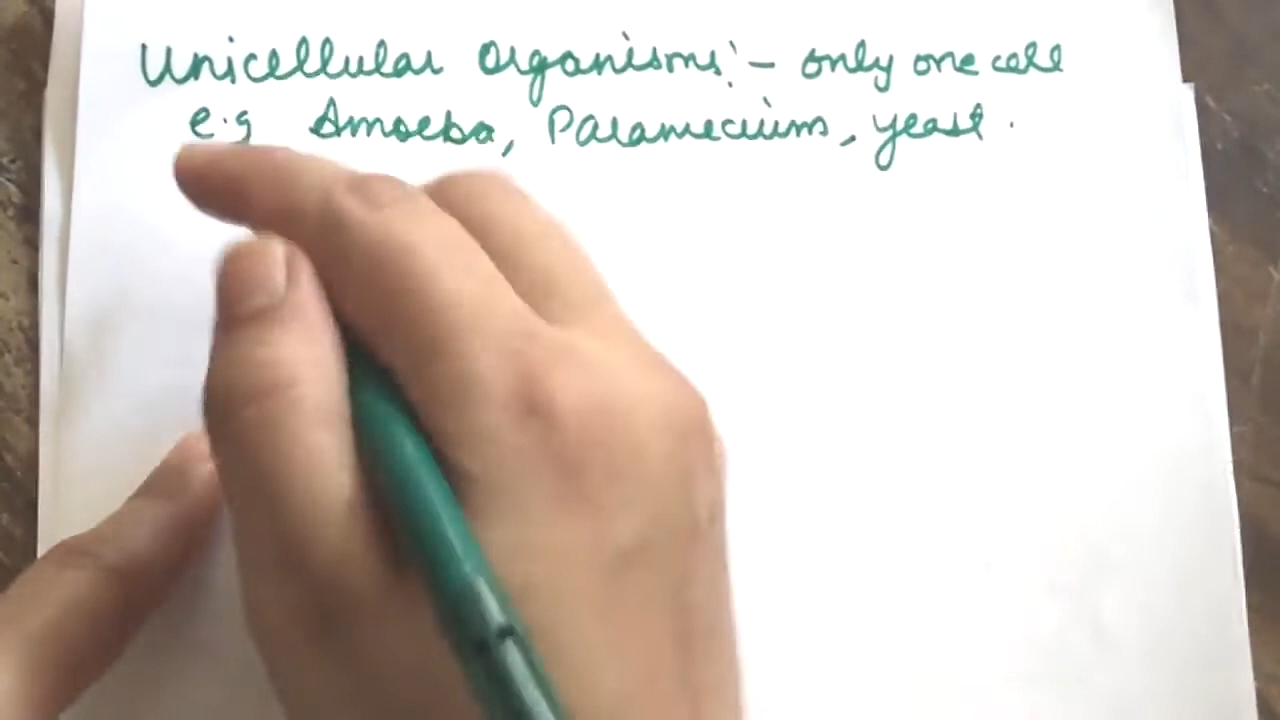 Unicellular Organisms:- only one cell
e.g Amoeba, Paramecium, yeast.